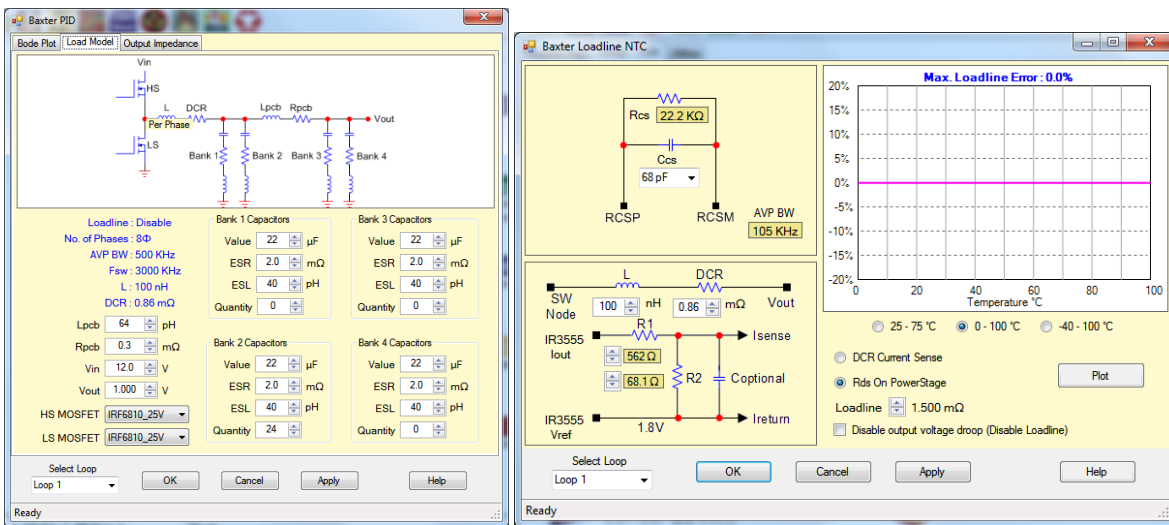 Baxter PID
Bode Plot Load Model Output Impedance
Vin
HS
L DCR Lpcb Rpcb
Vout
Per Phase
LS
Bank 1 Bank 2 Bank 3 Bank 4
Loadline : Disable
No. of Phases : 8Φ
AVP BW : 500 KHz
Fsw : 3000 KHz
L : 100 nH
DCR : 0.86 mΩ
Lpcb 64 pH
Rpcb 0.3 mΩ
Vin 12.0 V
Vout 1.000 V
HS MOSFET IRF6810_25V
LS MOSFET IRF6810_25V
Bank 1 Capacitors
Value 22 µF
ESR 2.0 mΩ
ESL 40 pH
Quantity 0
Bank 2 Capacitors
Value 22 µF
ESR 2.0 mΩ
ESL 40 pH
Quantity 24
Bank 3 Capacitors
Value 22 µF
ESR 2.0 mΩ
ESL 40 pH
Quantity 0
Bank 4 Capacitors
Value 22 µF
ESR 2.0 mΩ
ESL 40 pH
Quantity 0
Select Loop
Loop 1 OK Cancel Apply Help
Ready
Baxter Loadline NTC
Rcs 22.2 KΩ
Ccs
68 pF
RCSP RCSM
AVP BW
105 KHz
L DCR
SW Node 100 nH 0.86 mΩ Vout
R1
IR3555 Iout
Isense
562 Ω
68.1 Ω
R2 Coptional
IR3555 Vref
1.8V
Ireturn
Max. Loadline Error : 0.0%
20%
15%
10%
5%
0%
-5%
-10%
-15%
-20%
0 20 40 60 80 100
Temperature °C
25 - 75 °C 0 - 100 °C -40 - 100 °C
DCR Current Sense
Rds On PowerStage
Plot
Loadline 1.500 mΩ
Disable output voltage droop (Disable Loadline)
Select Loop
Loop 1 OK Cancel Apply Help
Ready